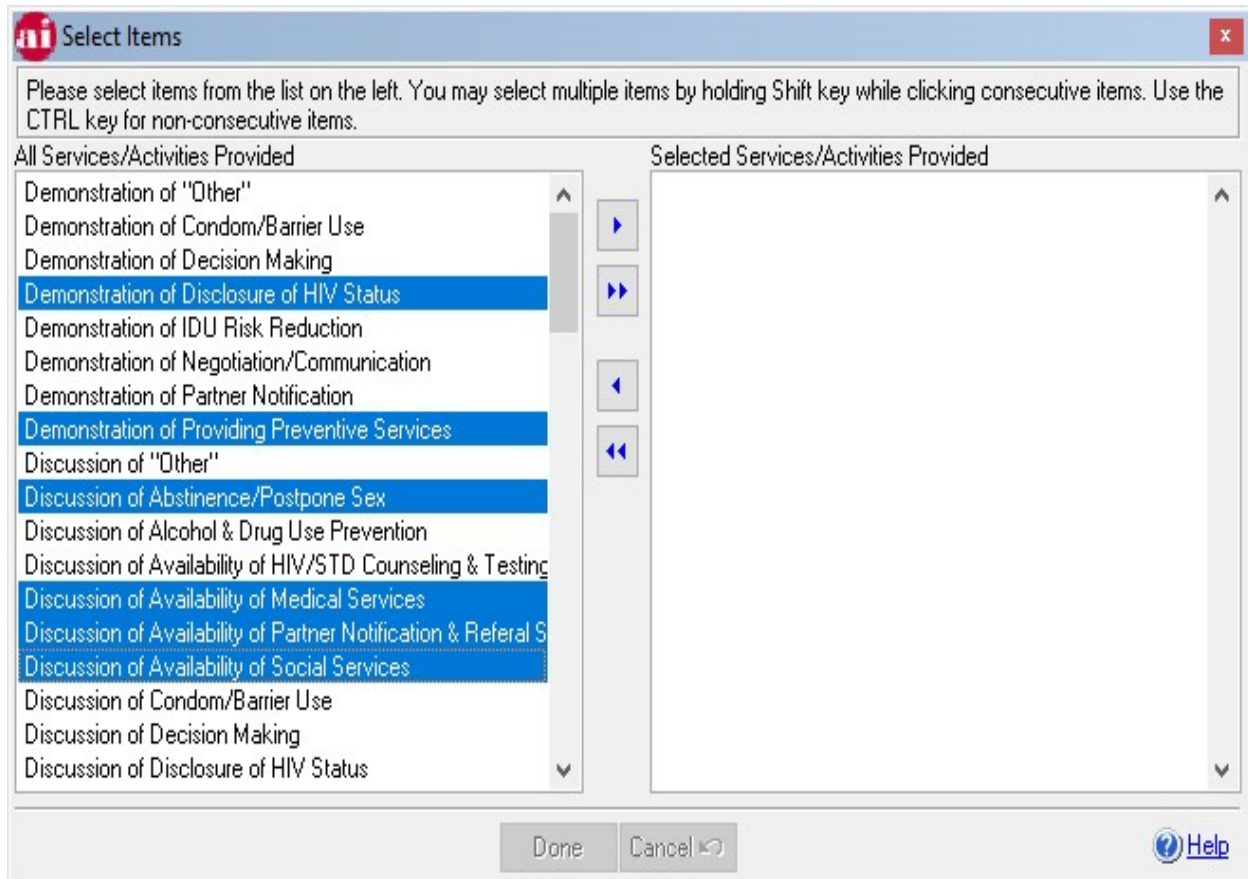 ai Select Items
x
Please select items from the list on the left. You may select multiple items by holding Shift key while clicking consecutive items. Use the
CTRL key for non-consecutive items.
All Services/Activities Provided
Demonstration of "Other"
Demonstration of Condom/Barrier Use
Demonstration of Decision Making
Demonstration of Disclosure of HIV Status
Demonstration of IDU Risk Reduction
Demonstration of Negotiation/Communication
Demonstration of Partner Notification
Demonstration of Providing Preventive Services
Discussion of "Other"
Discussion of Abstinence/Postpone Sex
Discussion of Alcohol & Drug Use Prevention
Discussion of Availability of HIV/STD Counseling & Testing
Discussion of Availability of Medical Services
Discussion of Availability of Partner Notification & Referal S
Discussion of Availability of Social Services
Discussion of Condom/Barrier Use
Discussion of Decision Making
Discussion of Disclosure of HIV Status
Selected Services/Activities Provided
Done
Cancel
? Help